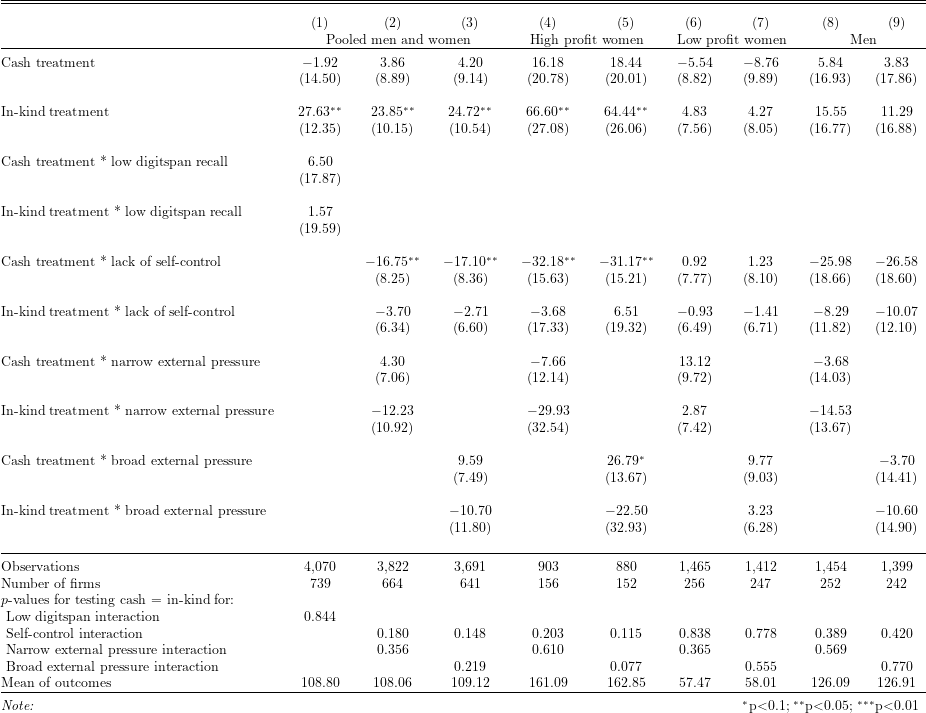 (1) (2) (3) (4) (5) (6) (7) (8) (9)
Pooled men and women High profit women Low profit women Men
Cash treatment −1.92 3.86 4.20 16.18 18.44 −5.54 −8.76 5.84 3.83
(14.50) (8.89) (9.14) (20.78) (20.01) (8.82) (9.89) (16.93) (17.86)
In-kind treatment 27.63** 23.85** 24.72** 66.60** 64.44** 4.83 4.27 15.55 11.29
(12.35) (10.15) (10.54) (27.08) (26.06) (7.56) (8.05) (16.77) (16.88)
Cash treatment * low digitspan recall 6.50
(17.87)
In-kind treatment * low digitspan recall 1.57
(19.59)
Cash treatment * lack of self-control −16.75** −17.10** −32.18** −31.17** 0.92 1.23 −25.98 −26.58
(8.25) (8.36) (15.63) (15.21) (7.77) (8.10) (18.66) (18.60)
In-kind treatment * lack of self-control −3.70 −2.71 −3.68 6.51 −0.93 −1.41 −8.29 −10.07
(6.34) (6.60) (17.33) (19.32) (6.49) (6.71) (11.82) (12.10)
Cash treatment * narrow external pressure 4.30 −7.66 13.12 −3.68
(7.06) (12.14) (9.72) (14.03)
In-kind treatment * narrow external pressure −12.23 −29.93 2.87 −14.53
(10.92) (32.54) (7.42) (13.67)
Cash treatment * broad external pressure 9.59 26.79* 9.77 −3.70
(7.49) (13.67) (9.03) (14.41)
In-kind treatment * broad external pressure −10.70 −22.50 3.23 −10.60
(11.80) (32.93) (6.28) (14.90)
Observations 4,070 3,822 3,691 903 880 1,465 1,412 1,454 1,399
Number of firms 739 664 641 156 152 256 247 252 242
p-values for testing cash = in-kind for:
Low digitspan interaction 0.844
Self-control interaction 0.180 0.148 0.203 0.115 0.838 0.778 0.389 0.420
Narrow external pressure interaction 0.356 0.610 0.365 0.569
Broad external pressure interaction 0.219 0.077 0.555 0.770
Mean of outcomes 108.80 108.06 109.12 161.09 162.85 57.47 58.01 126.09 126.91
Note: *p<0.1; **p<0.05; ***p<0.01